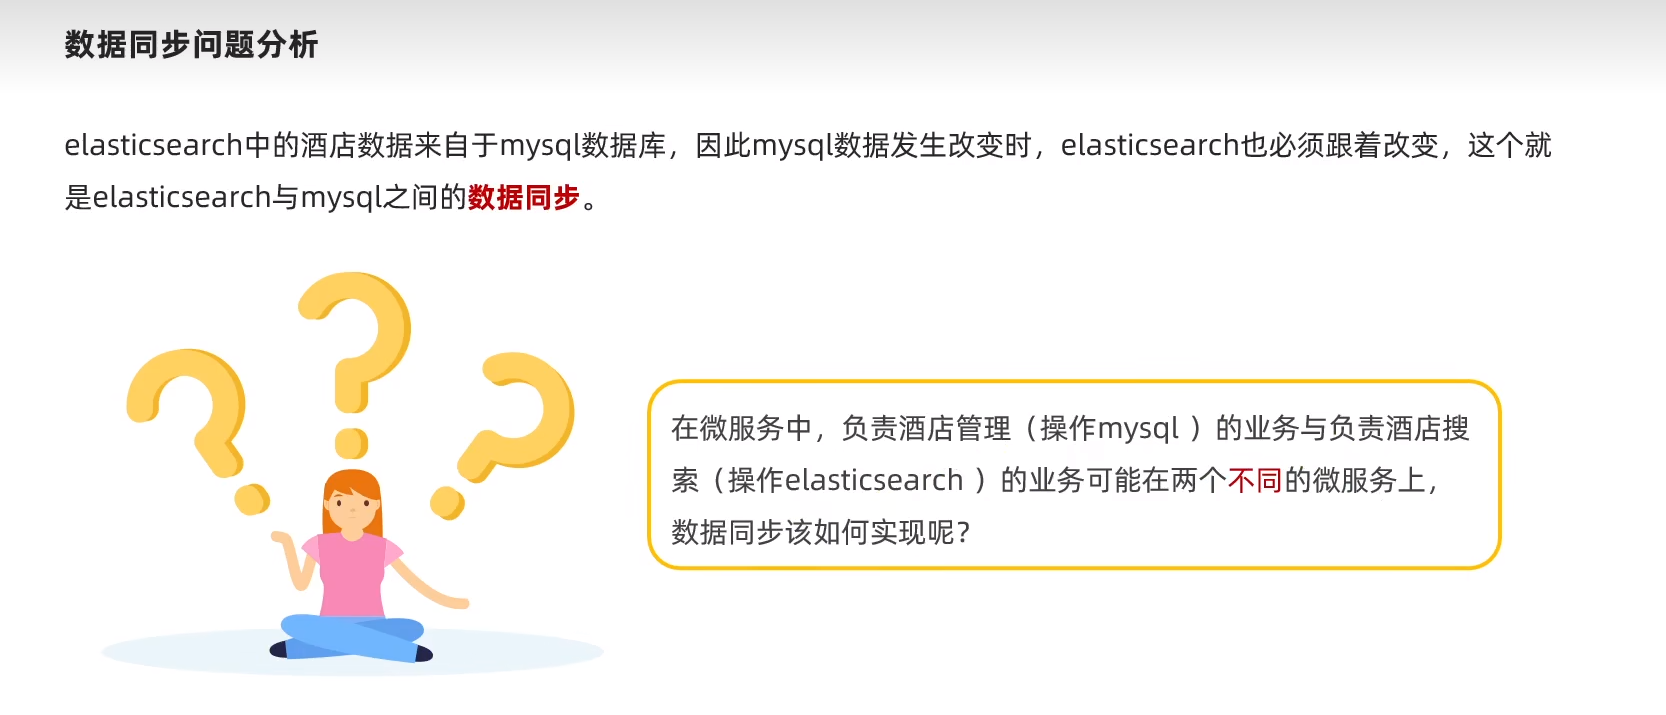 数据同步问题分析
elasticsearch中的酒店数据来自于mysql数据库，因此mysql数据发生改变时，elasticsearch也必须跟着改变，这个就
是elasticsearch与mysql之间的数据同步。
在微服务中，负责酒店管理（操作mysql ）的业务与负责酒店搜
索（操作elasticsearch ）的业务可能在两个不同的微服务上，
数据同步该如何实现呢？